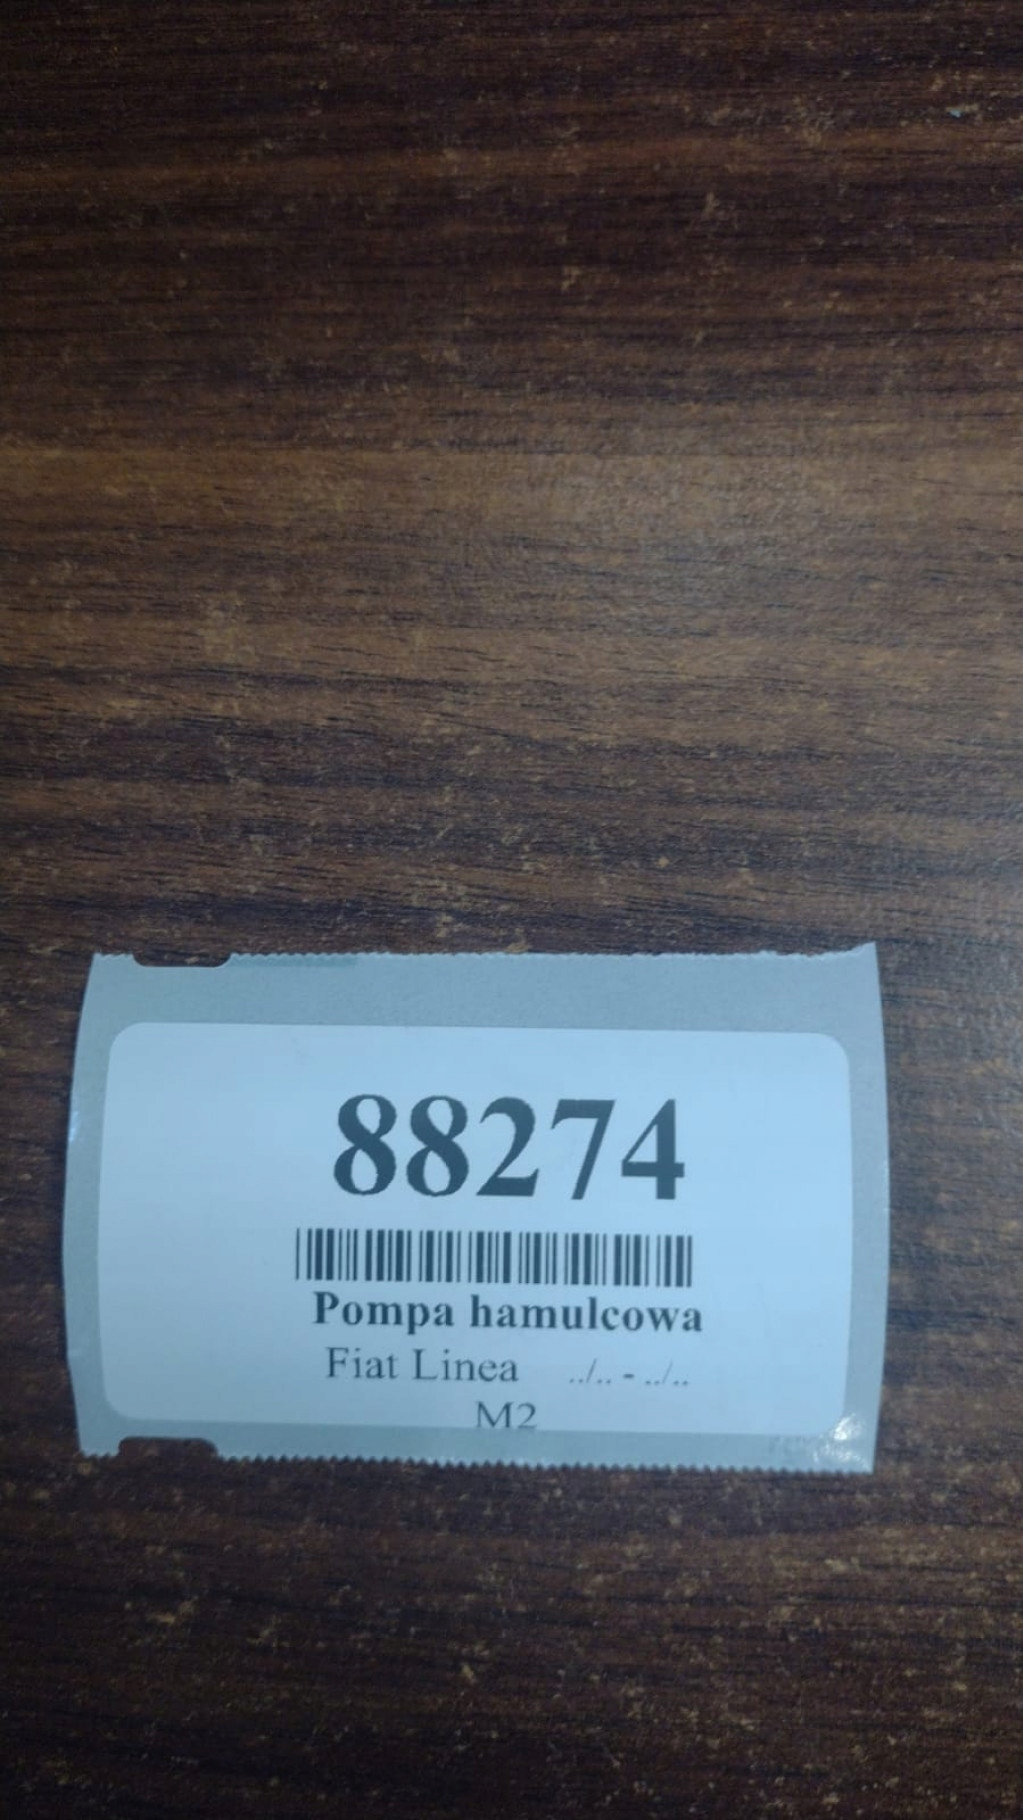 88274
Pompa hamulcowa
Fiat Linea ../.. - ../..
M2